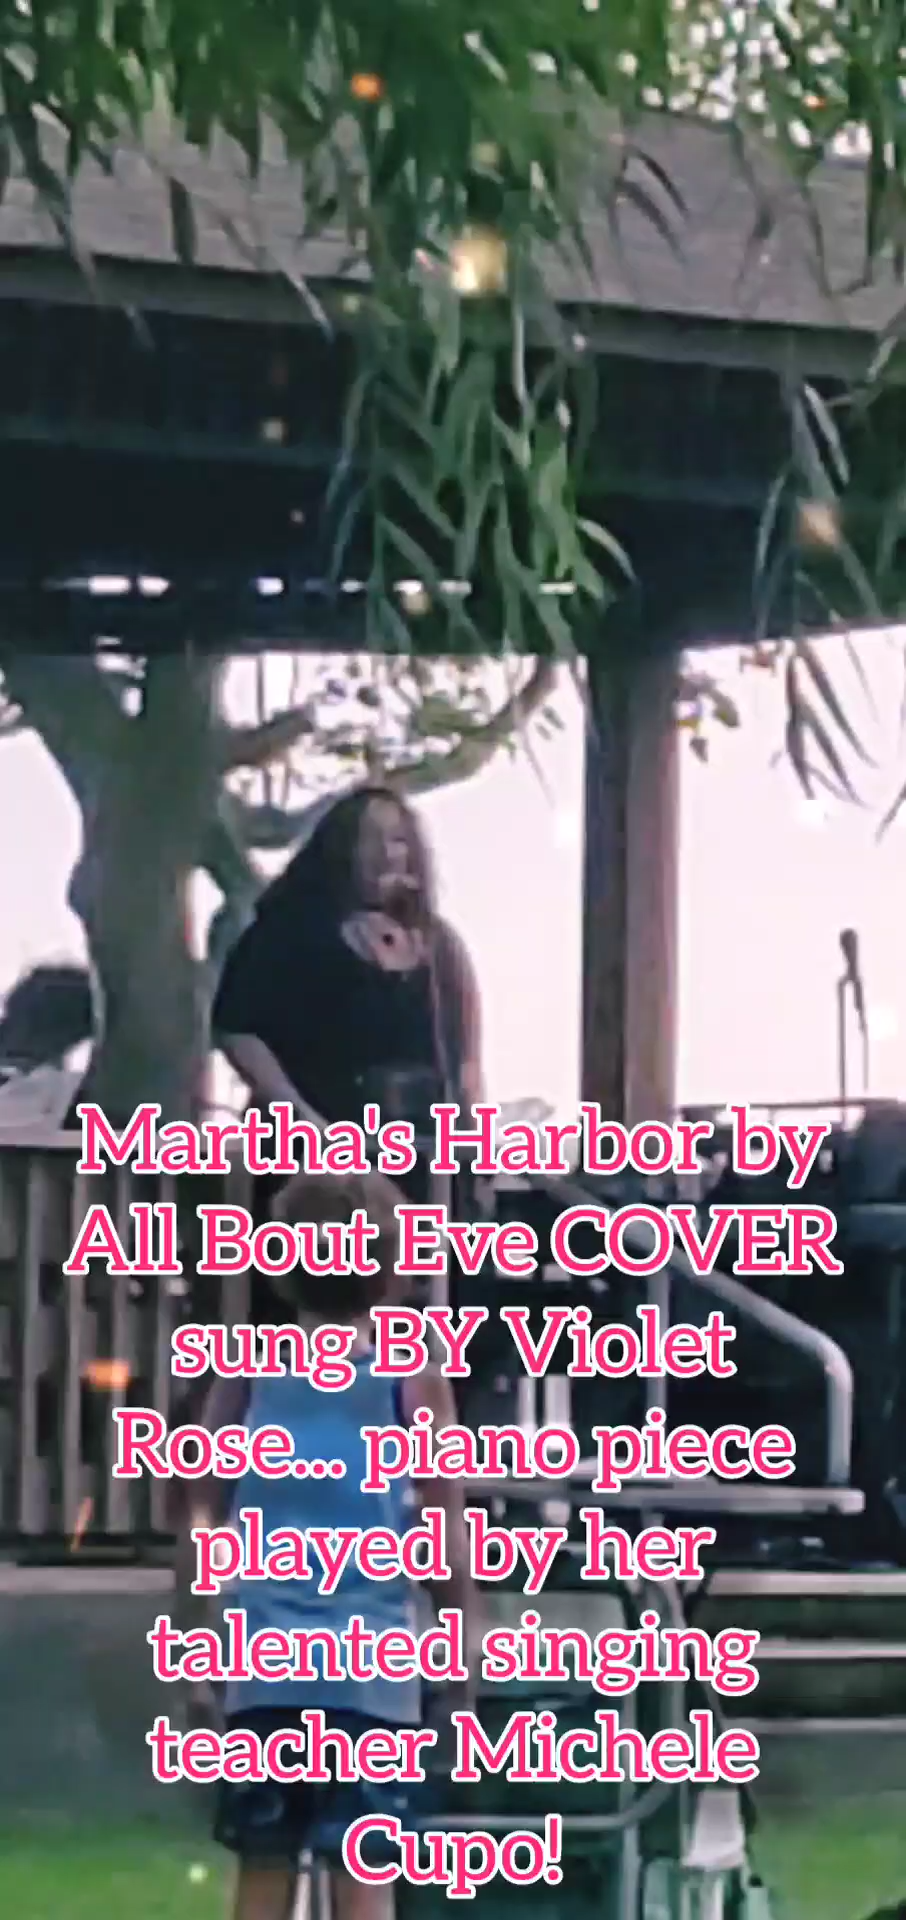 Martha's Harbor by
All Bout Eve COVER
sung BY Violet
Rose... piano piece
played by her
talented singing
teacher Michele
Cupo!